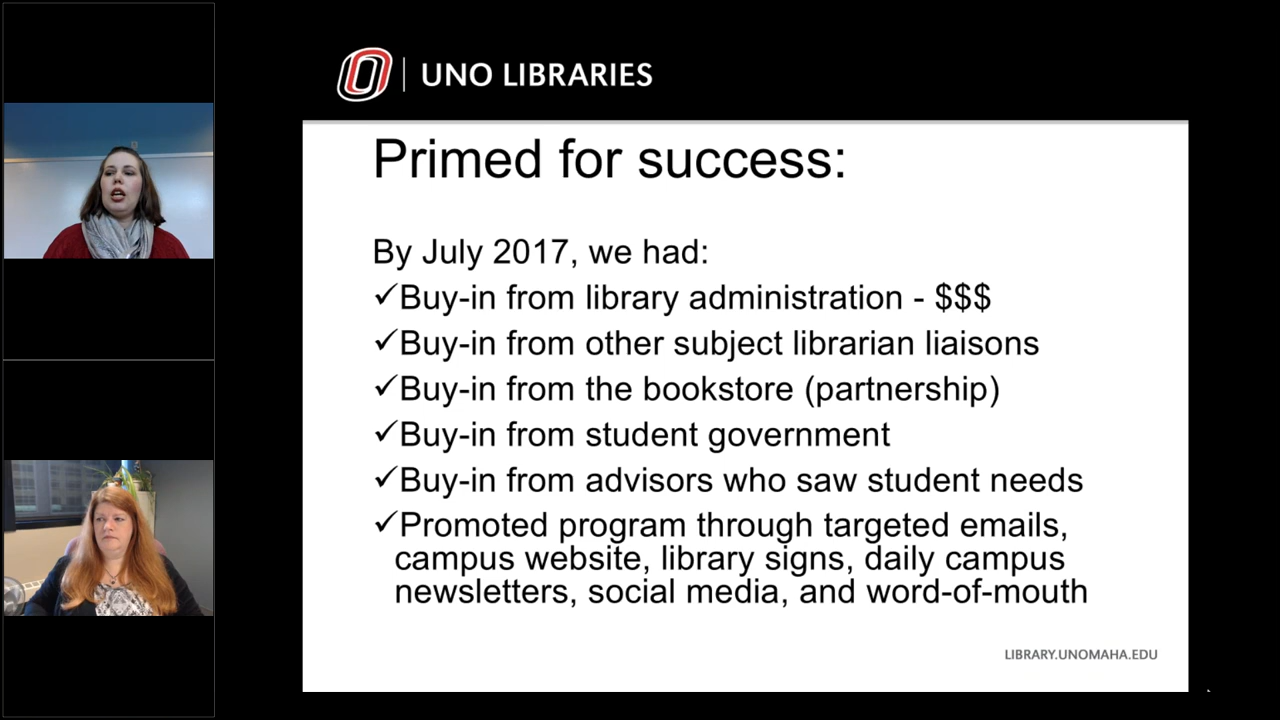 UNO LIBRARIES
Primed for success:
By July 2017, we had:
✓Buy-in from library administration - $$$
✓Buy-in from other subject librarian liaisons
✓Buy-in from the bookstore (partnership)
✓Buy-in from student government
✓Buy-in from advisors who saw student needs
✓Promoted program through targeted emails,
campus website, library signs, daily campus
newsletters, social media, and word-of-mouth
LIBRARY.UNOMAHA.EDU